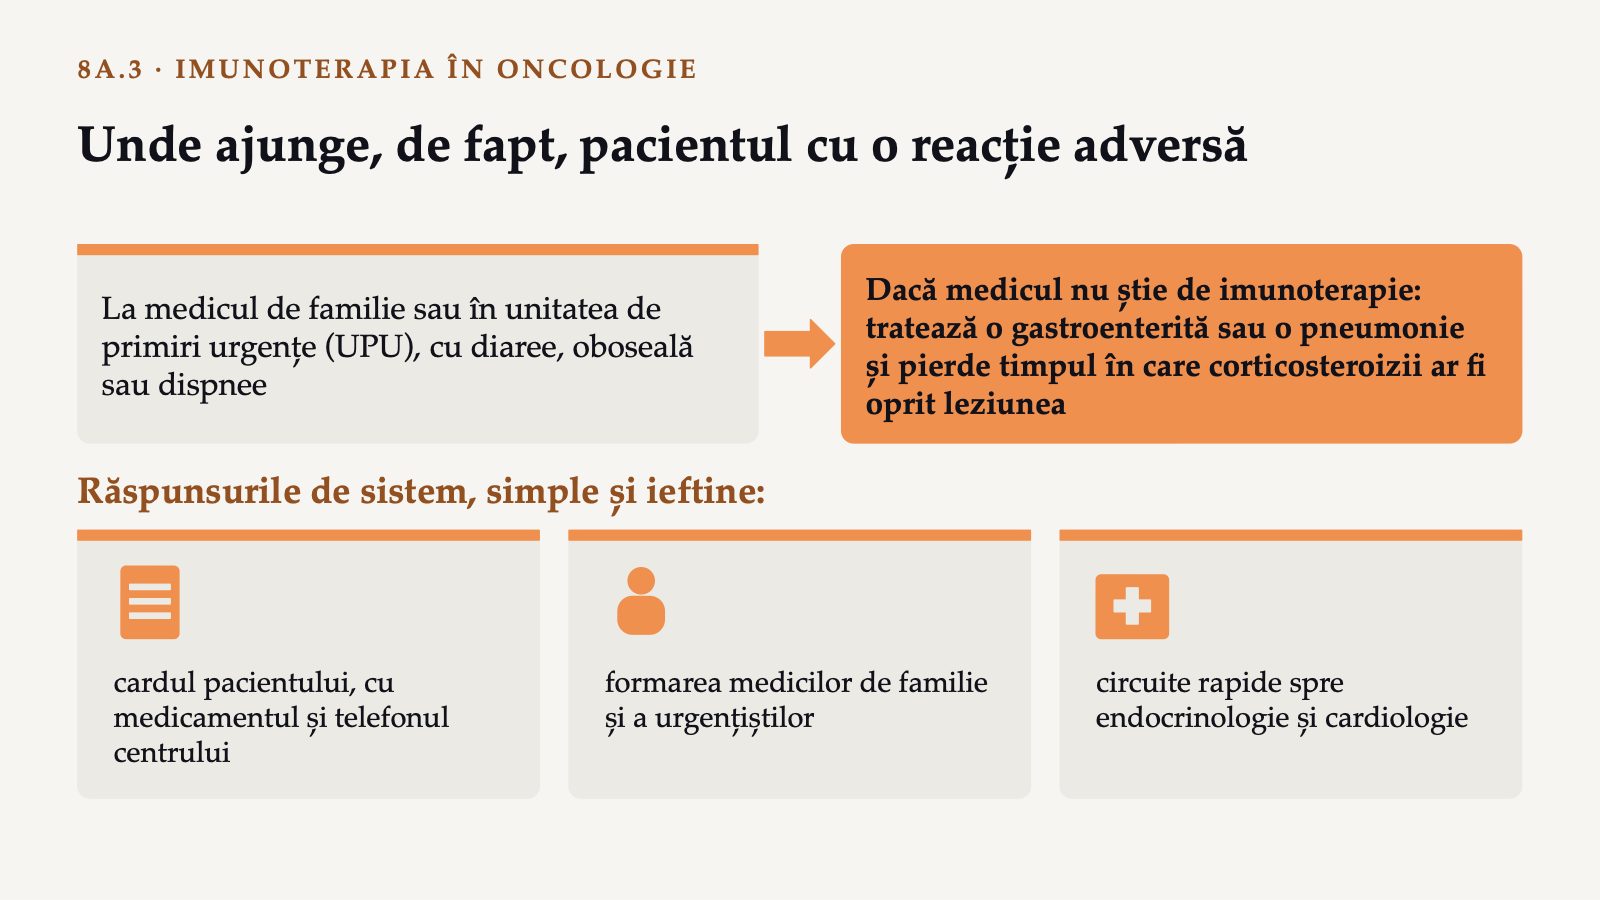 8A.3 · IMUNOTERAPIA ÎN ONCOLOGIE
Unde ajunge, de fapt, pacientul cu o reacție adversă
La medicul de familie sau în unitatea de
primiri urgențe (UPU), cu diaree, oboseală
sau dispnee
Dacă medicul nu știe de imunoterapie:
tratează o gastroenterită sau o pneumonie
și pierde timpul în care corticosteroizii ar fi
oprit leziunea
Răspunsurile de sistem, simple și ieftine:
cardul pacientului, cu
medicamentul și telefonul
centrului
formarea medicilor de familie
și a urgențiștilor
circuite rapide spre
endocrinologie și cardiologie